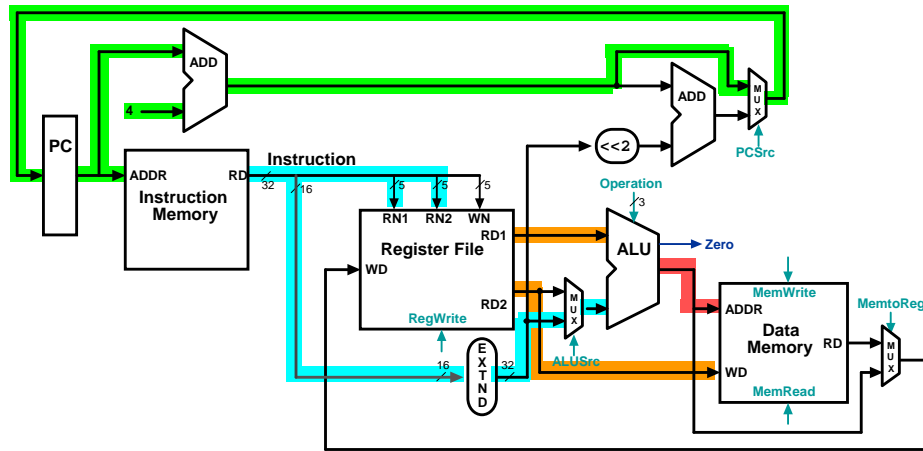 ADD
4
PC
ADD
M
U
X
PCSrc
<<2
Instruction
ADDR
RD
32
16
5
5
5
Instruction
Memory
RN1
RN2
WN
Register File
RD1
WD
RD2
RegWrite
Operation
3
ALU
Zero
M
U
X
ALUSrc
16
E
X
T
N
D
32
MemWrite
ADDR
Data
Memory
RD
WD
MemRead
MemtoReg
M
U
X